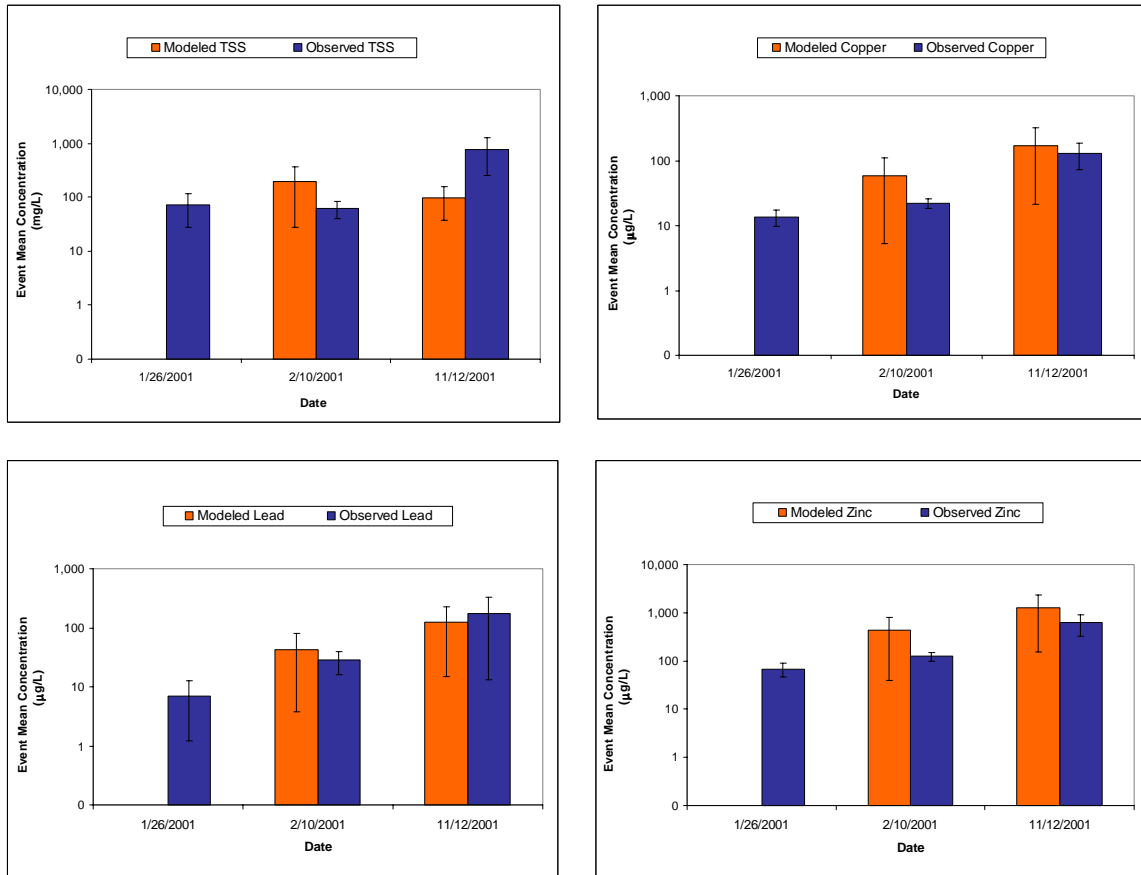 Modeled TSS Observed TSS
Event Mean Concentration
(mg/L)
10,000
1,000
100
10
1
0
1/26/2001 2/10/2001 11/12/2001
Date
Modeled Copper Observed Copper
Event Mean Concentration
(µg/L)
1,000
100
10
1
0
1/26/2001 2/10/2001 11/12/2001
Date
Modeled Lead Observed Lead
Event Mean Concentration
(µg/L)
1,000
100
10
1
0
1/26/2001 2/10/2001 11/12/2001
Date
Modeled Zinc Observed Zinc
Event Mean Concentration
(µg/L)
10,000
1,000
100
10
1
0
1/26/2001 2/10/2001 11/12/2001
Date